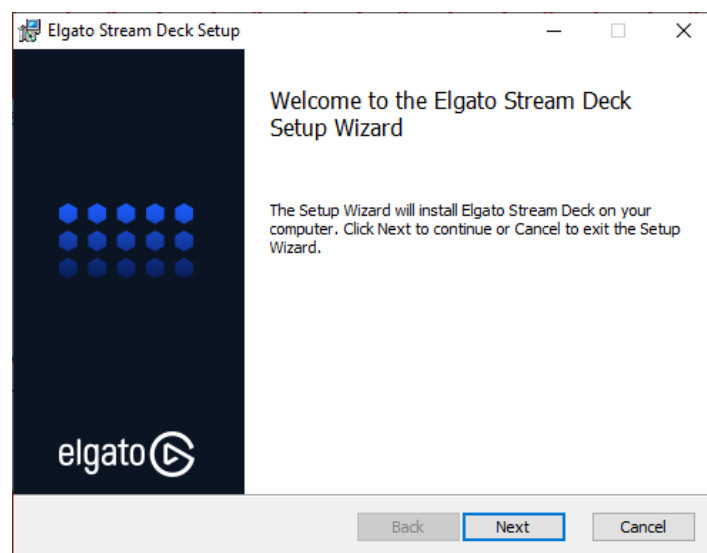 Elgato Stream Deck Setup
Welcome to the Elgato Stream Deck
Setup Wizard
The Setup Wizard will install Elgato Stream Deck on your
computer. Click Next to continue or Cancel to exit the Setup
Wizard.
elgato
Back Next Cancel